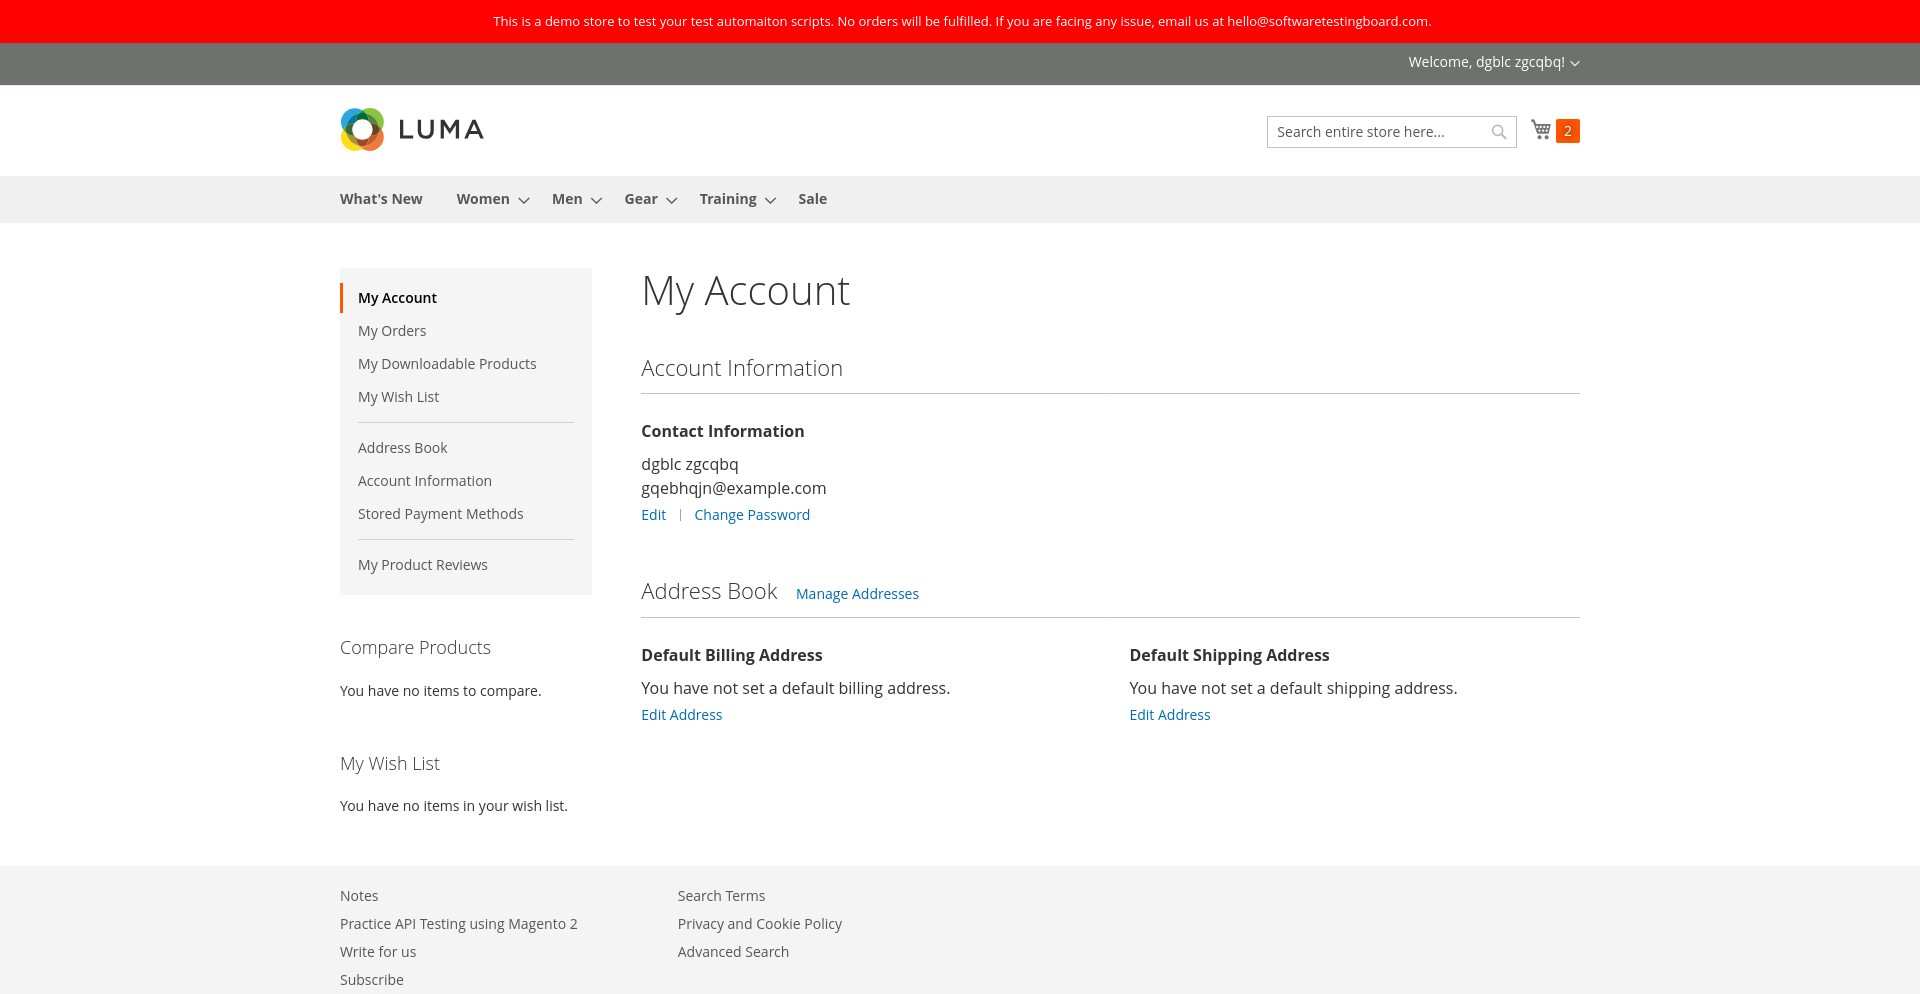 This is a demo store to test your test automaiton scripts. No orders will be fulfilled. If you are facing any issue, email us at hello@softwaretestingboard.com.
Welcome, dgblc zgcqbq!
LUMA
Search entire store here...
2
What's New Women Men Gear Training Sale
My Account
My Orders
My Downloadable Products
My Wish List
Address Book
Account Information
Stored Payment Methods
My Product Reviews
Compare Products
You have no items to compare.
My Wish List
You have no items in your wish list.
My Account
Account Information
Contact Information
dgblc zgcqbq
gqebhqjn@example.com
Edit Change Password
Address Book Manage Addresses
Default Billing Address
You have not set a default billing address.
Edit Address
Default Shipping Address
You have not set a default shipping address.
Edit Address
Notes
Practice API Testing using Magento 2
Write for us
Subscribe
Search Terms
Privacy and Cookie Policy
Advanced Search